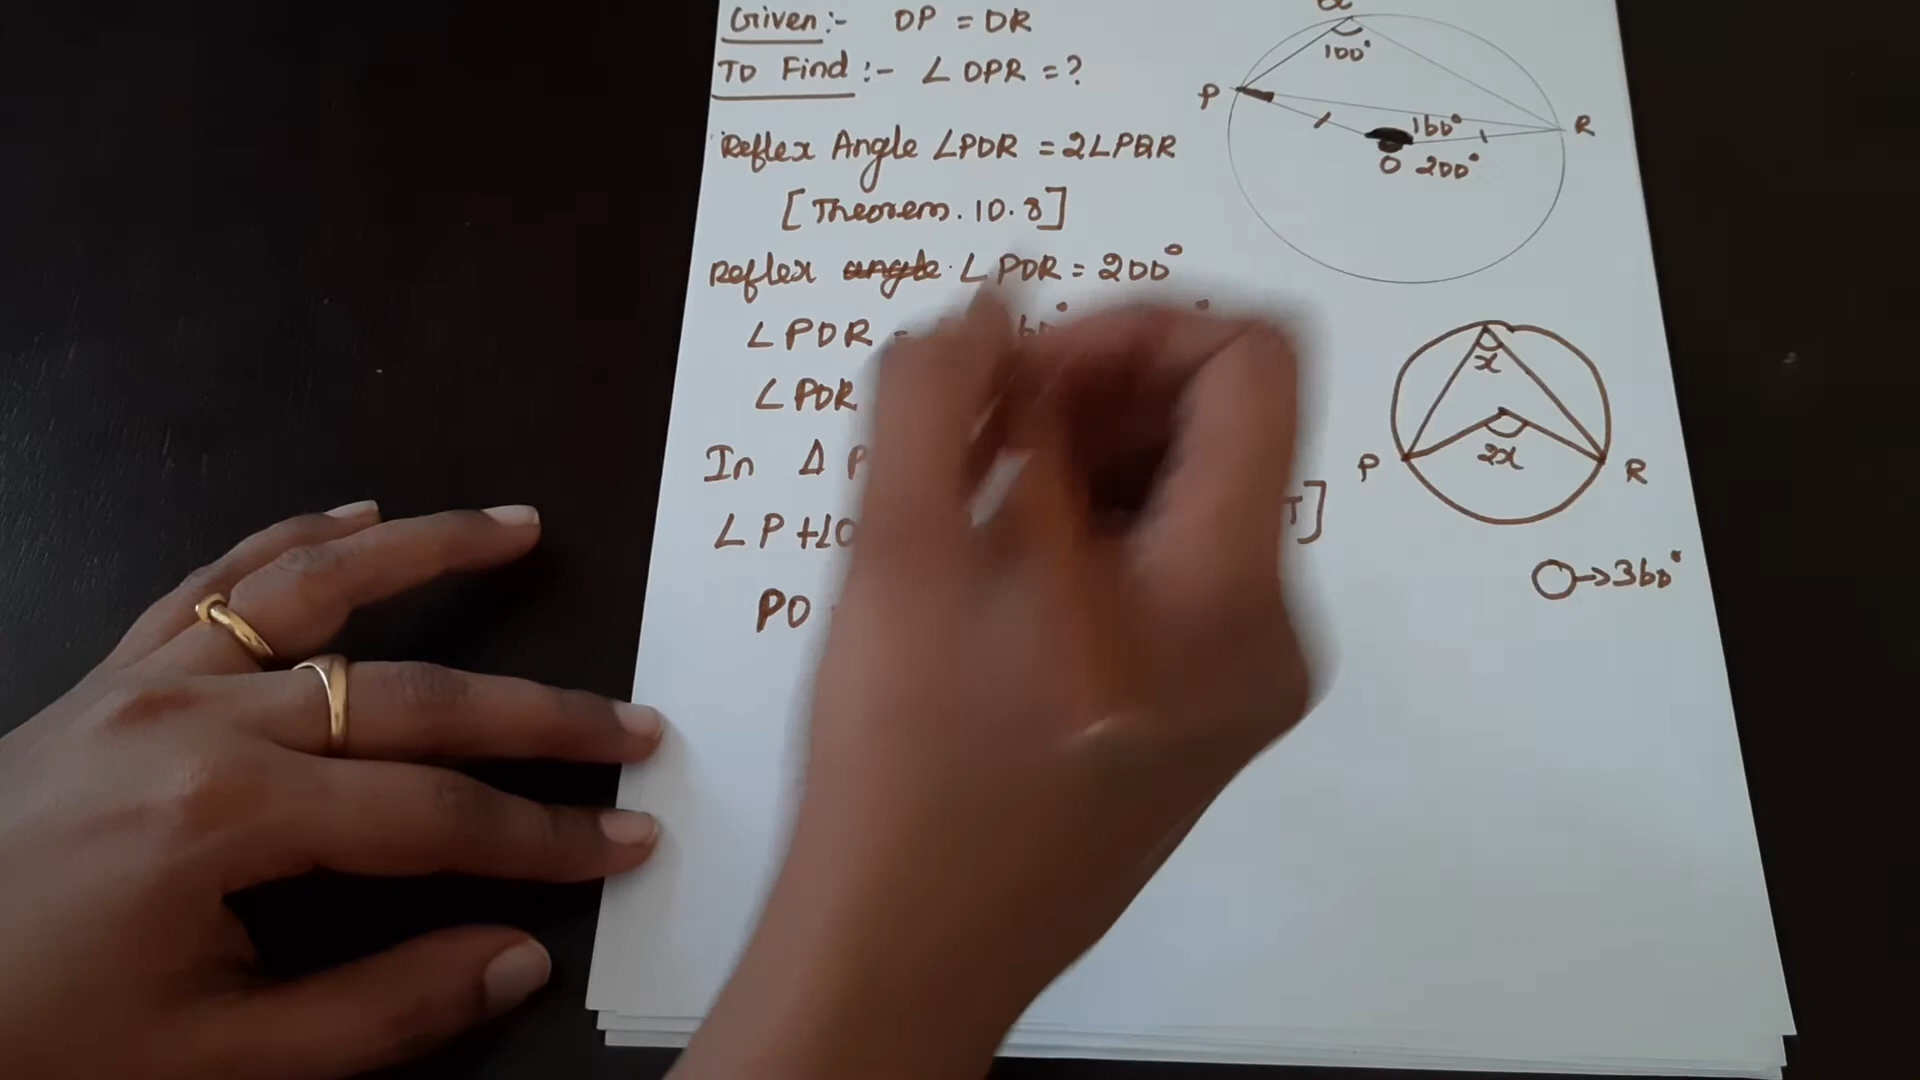 Given:- OP = OR
To Find :- ∠OPR = ?
Reflex Angle ∠POR = 2∠PQR
[Theorem. 10.8]
Reflex angle ∠POR = 200°
∠POR =
∠POR
In Δ
∠P +∠O
PO
100°
P
160°
R
O 200°
x
2x
P
R
O→360°